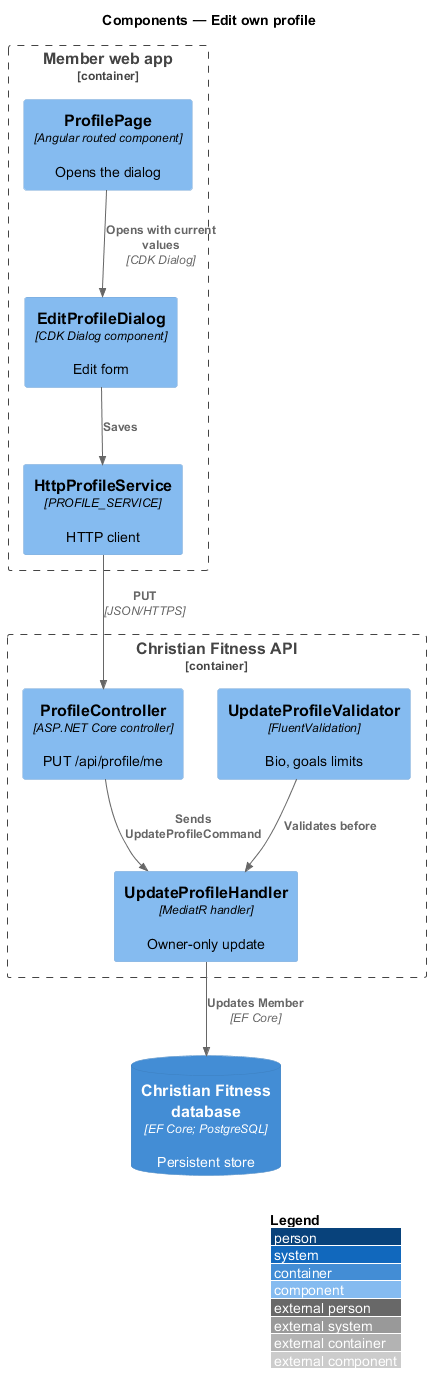 Components — Edit own profile
Member web app
[container]
ProfilePage
[Angular routed component]
Opens the dialog
Opens with current
values
[CDK Dialog]
EditProfileDialog
[CDK Dialog component]
Edit form
Saves
HttpProfileService
[PROFILE_SERVICE]
HTTP client
PUT
[JSON/HTTPS]
Christian Fitness API
[container]
ProfileController
[ASP.NET Core controller]
PUT /api/profile/me
UpdateProfileValidator
[FluentValidation]
Bio, goals limits
Sends
UpdateProfileCommand
Validates before
UpdateProfileHandler
[MediatR handler]
Owner-only update
Updates Member
[EF Core]
Christian Fitness
database
[EF Core; PostgreSQL]
Persistent store
Legend
person
system
container
component
external person
external system
external container
external component